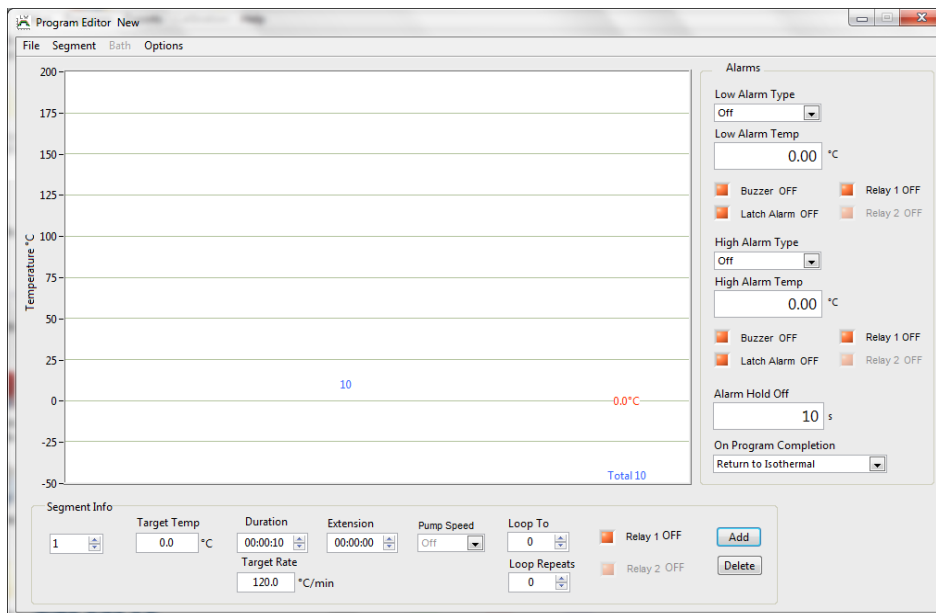 Program Editor New
File Segment Bath Options
Temperature °C
200
175
150
125
100
75
50
25
0
-25
-50
10
0.0°C
Total 10
Alarms
Low Alarm Type
Off
Low Alarm Temp
0.00 °C
Buzzer OFF Relay 1 OFF
Latch Alarm OFF Relay 2 OFF
High Alarm Type
Off
High Alarm Temp
0.00 °C
Buzzer OFF Relay 1 OFF
Latch Alarm OFF Relay 2 OFF
Alarm Hold Off
10 s
On Program Completion
Return to Isothermal
Segment Info
Target Temp Duration Extension Pump Speed Loop To
1 0.0 °C 00:00:10 00:00:00 Off 0 Relay 1 OFF Add
Target Rate Loop Repeats
120.0 °C/min 0 Relay 2 OFF Delete